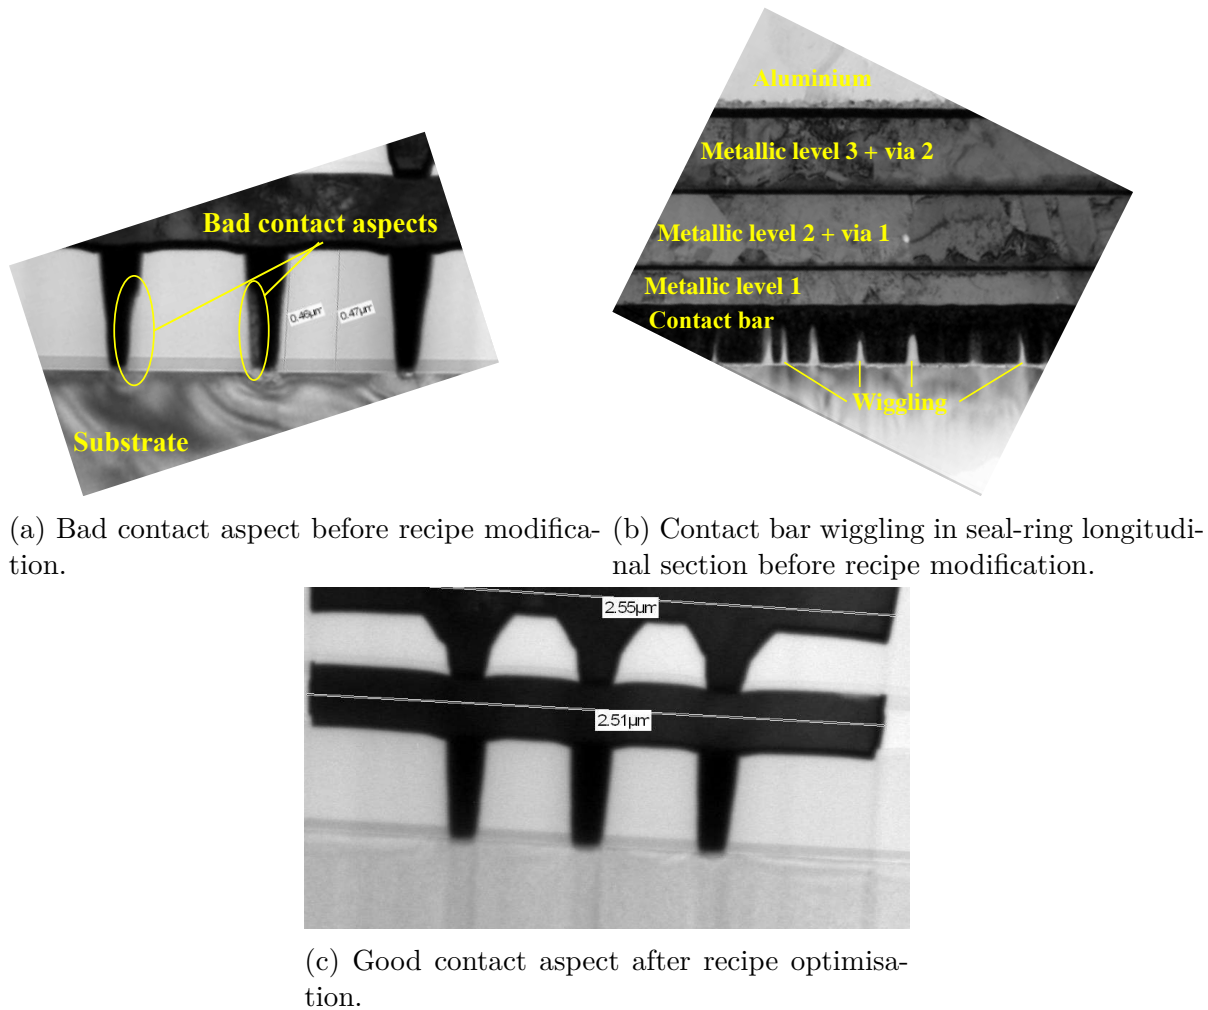 Bad contact aspects
0.46µm
0.47µm
Substrate
Aluminium
Metallic level 3 + via 2
Metallic level 2 + via 1
Metallic level 1
Contact bar
Wiggling
(a) Bad contact aspect before recipe modifica-
tion.
(b) Contact bar wiggling in seal-ring longitudi-
nal section before recipe modification.
2.55µm
2.51µm
(c) Good contact aspect after recipe optimisa-
tion.